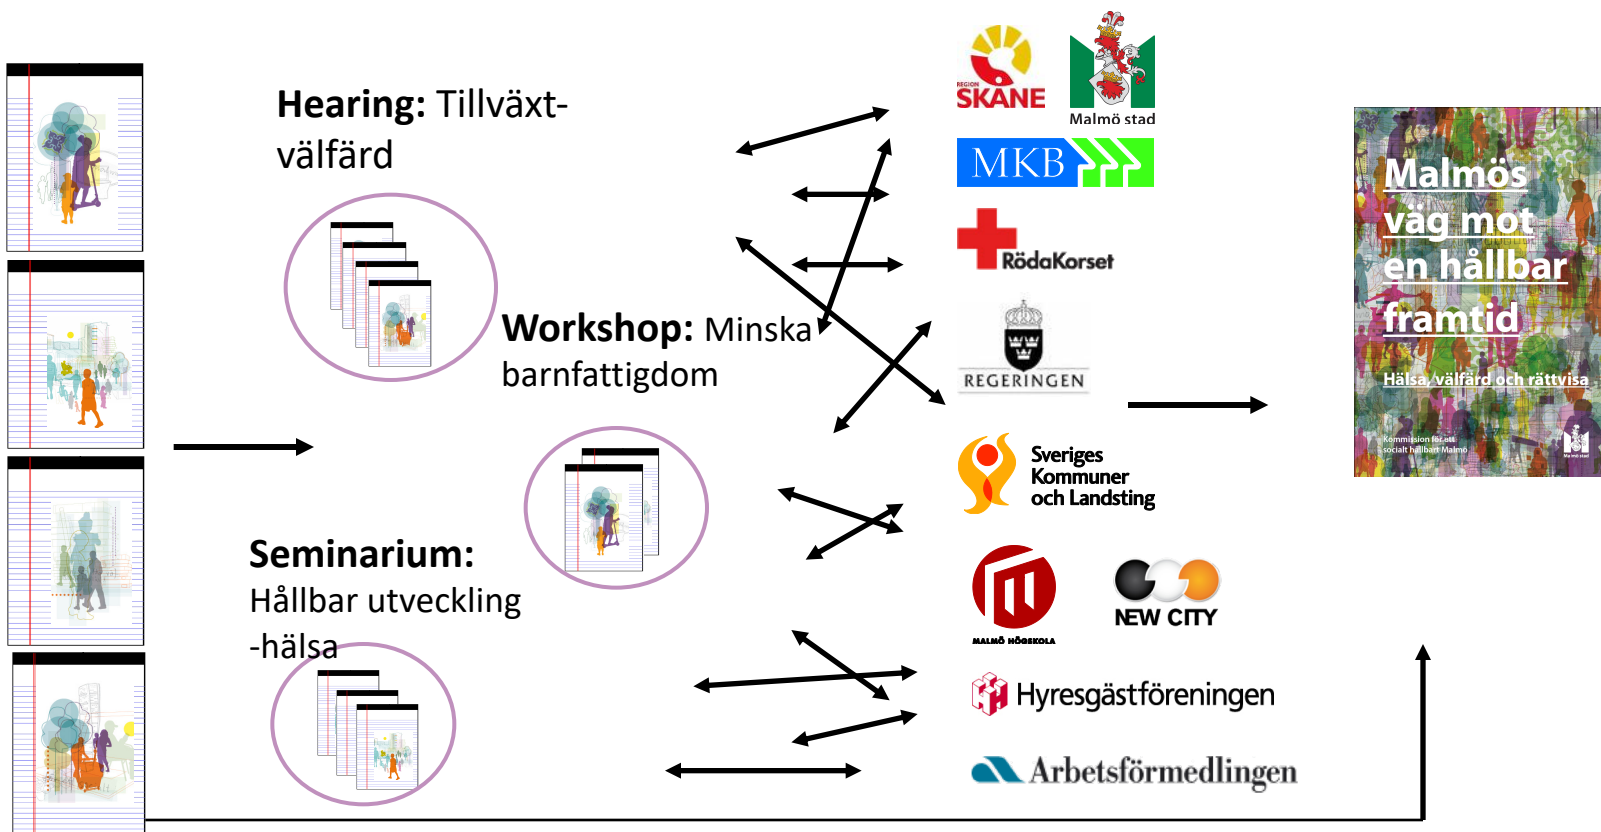 Hearing: Tillväxt-
välfärd
Workshop: Minska
barnfattigdom
Seminarium:
Hållbar utveckling
-hälsa
REGION
SKÅNE
Malmö stad
MKB
RödaKorset
REGERINGEN
Sveriges
Kommuner
och Landsting
MALMÖ HÖGSKOLA
NEW CITY
Hyresgästföreningen
Arbetsförmedlingen
Malmös
väg mot
en hållbar
framtid
Hälsa, välfärd och rättvisa
Kommission för ett
socialt hållbart Malmö
Malmö stad